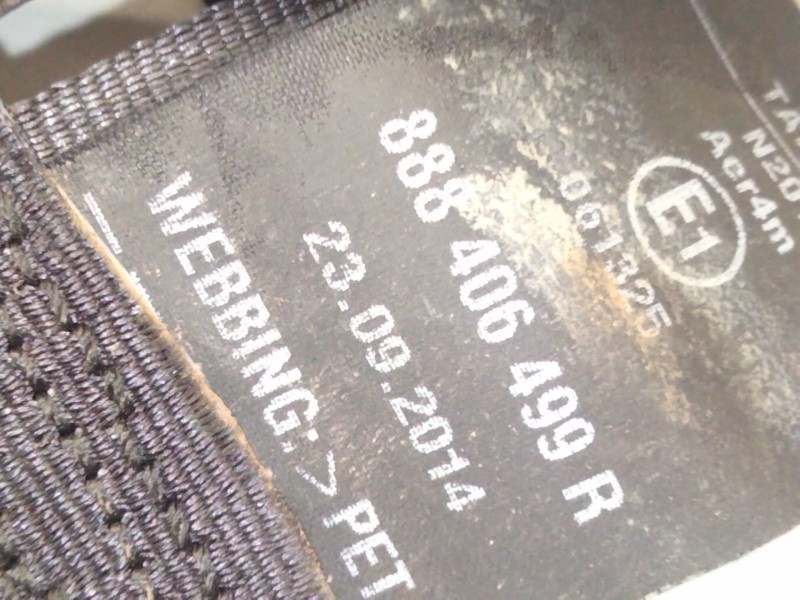 TA
N20
Aer4m
E1
061325
888 406 499 R
23.09.2014
WEBBING: >PET